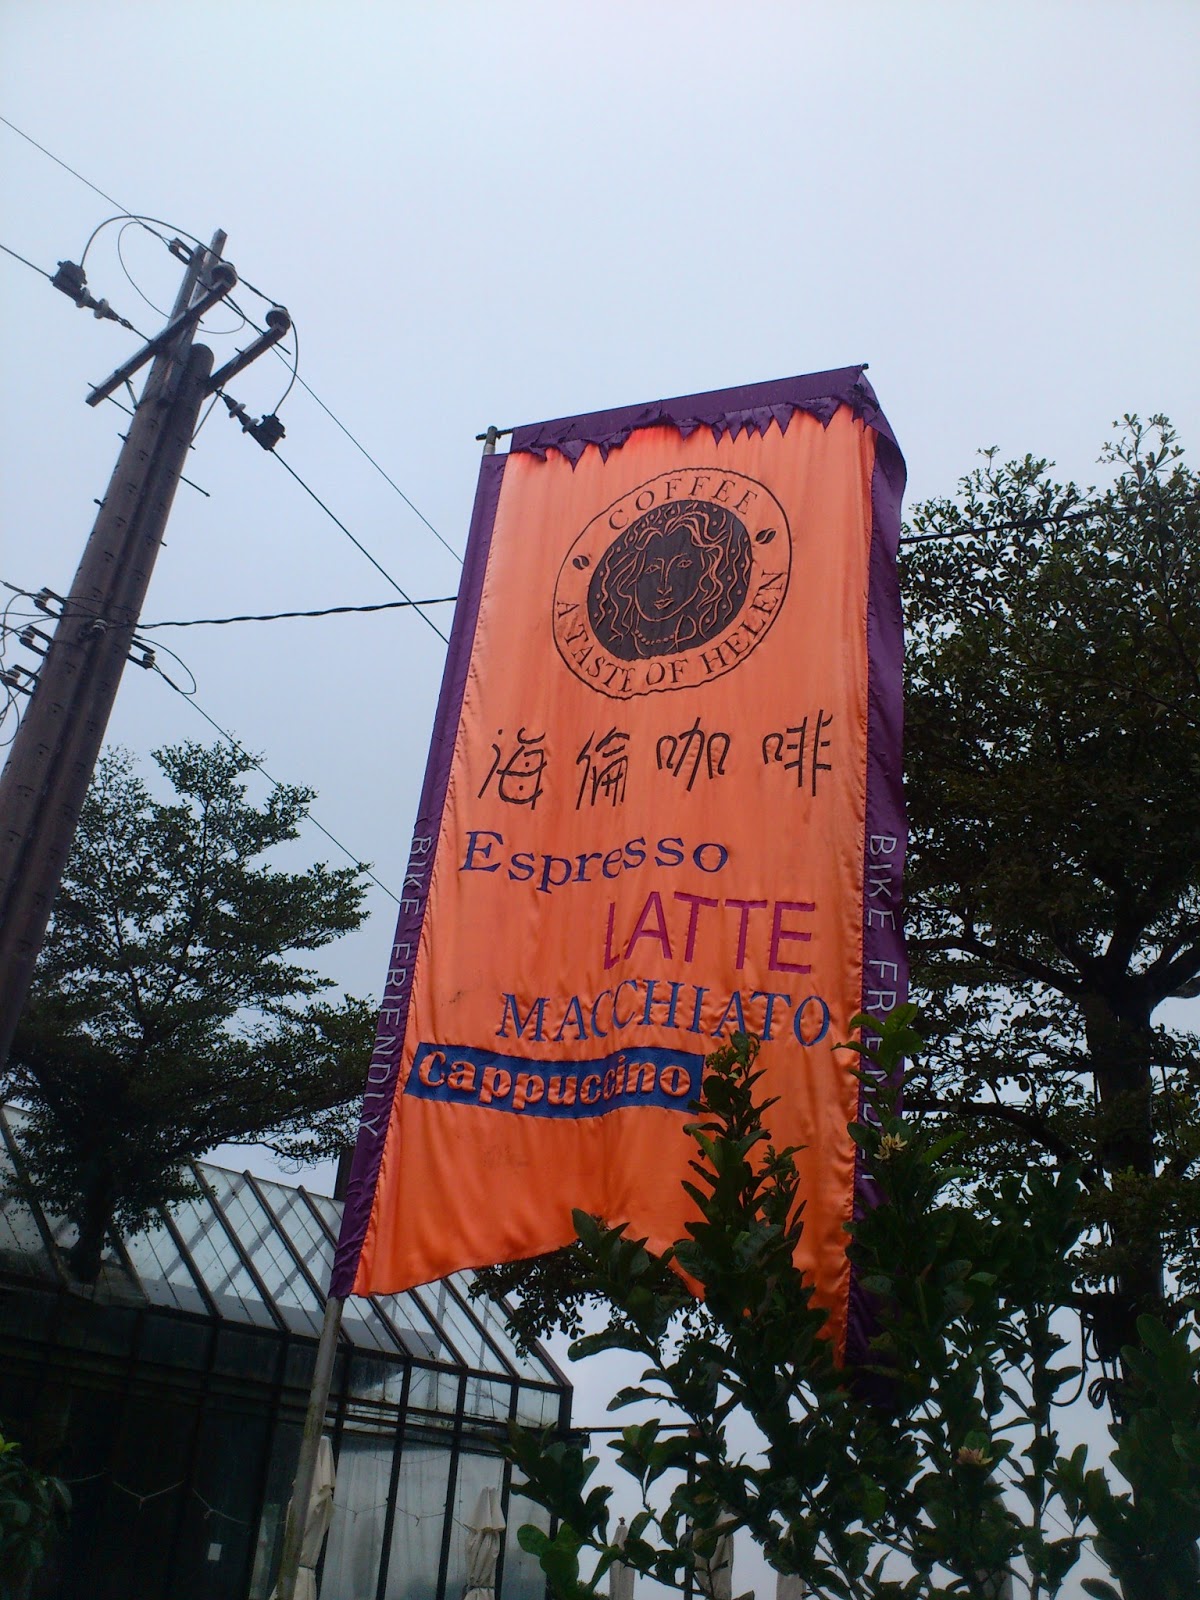 COFFEE
A TASTE OF HELEN
海倫咖啡
Espresso
LATTE
MACCHIATO
Cappuccino
BIKE FRIENDLY
BIKE FRIENDLY